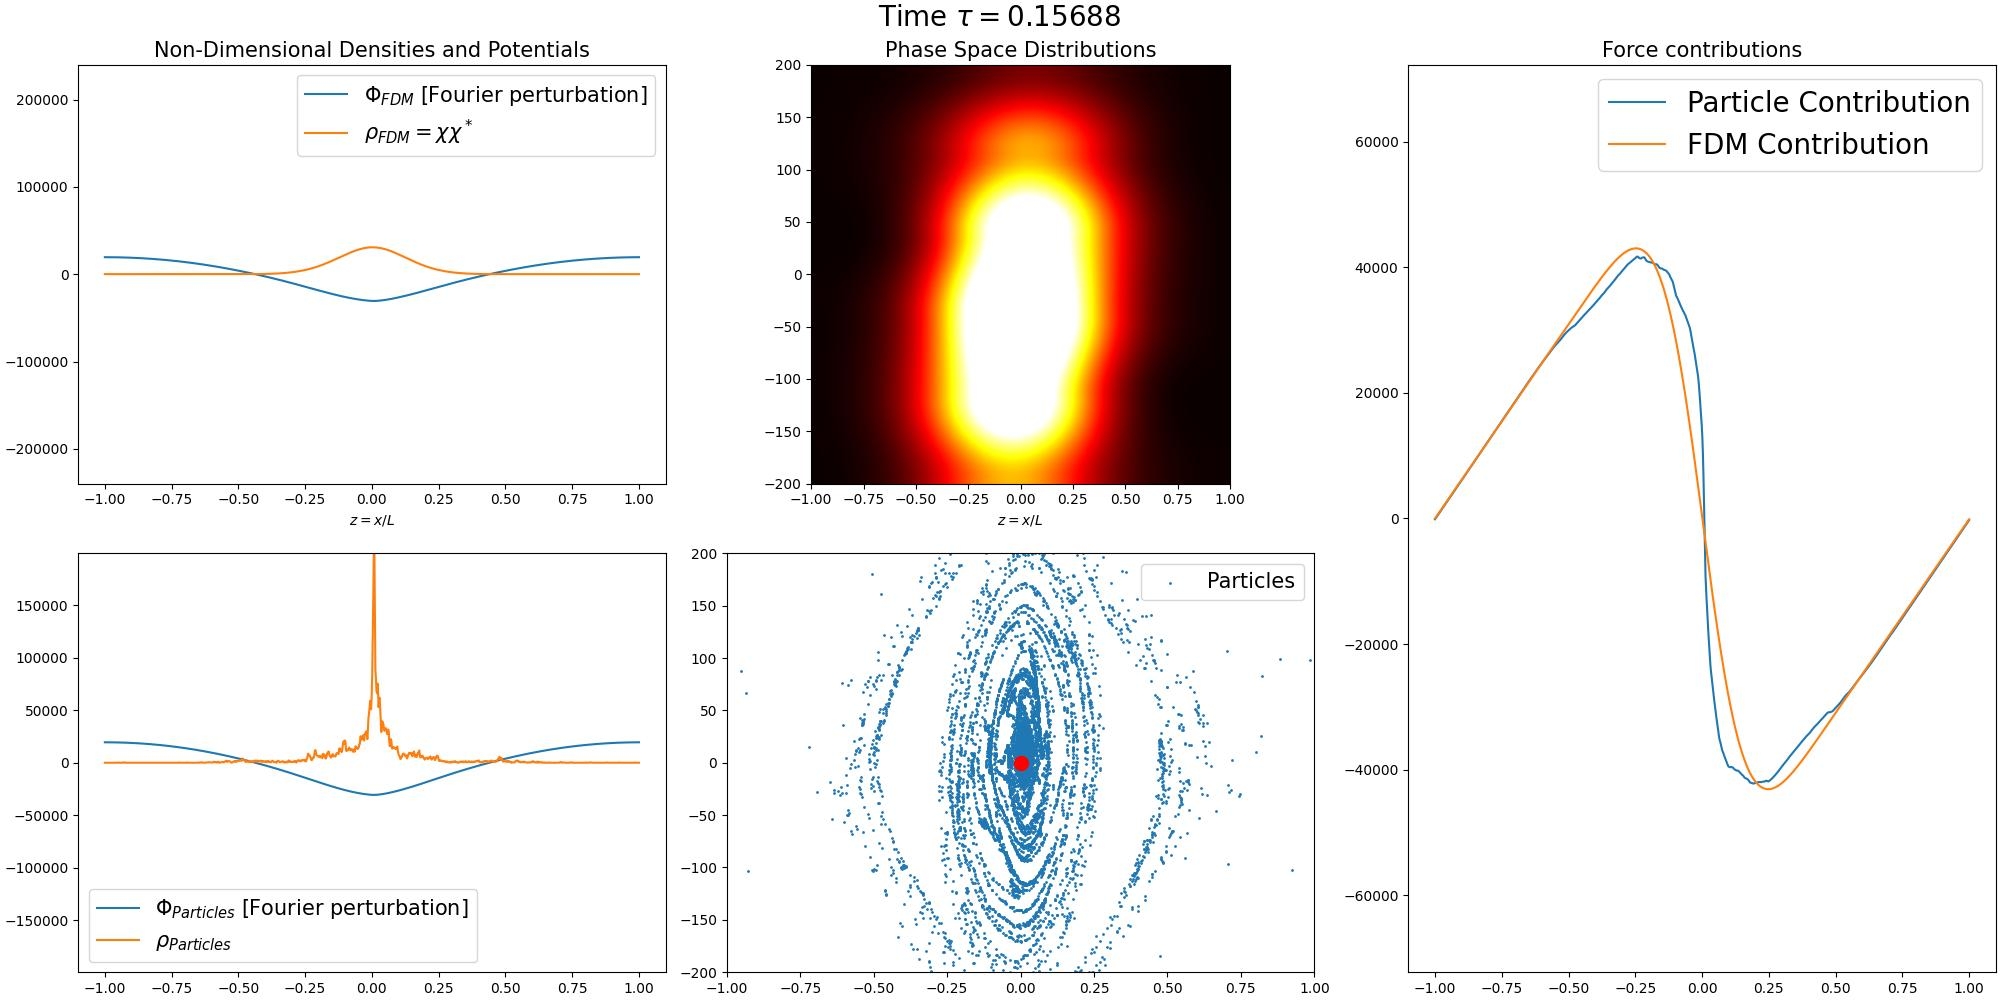 Time τ = 0.15688
Non-Dimensional Densities and Potentials
200000
100000
0
−100000
−200000
Φ_FDM [Fourier perturbation]
ρ_FDM = χχ*
−1.00 −0.75 −0.50 −0.25 0.00 0.25 0.50 0.75 1.00
z = x/L
Phase Space Distributions
200
150
100
50
0
−50
−100
−150
−200
−1.00 −0.75 −0.50 −0.25 0.00 0.25 0.50 0.75 1.00
z = x/L
Force contributions
Particle Contribution
FDM Contribution
60000
40000
20000
0
−20000
−40000
−60000
−1.00 −0.75 −0.50 −0.25 0.00 0.25 0.50 0.75 1.00
150000
100000
50000
0
−50000
−100000
−150000
Φ_Particles [Fourier perturbation]
ρ_Particles
−1.00 −0.75 −0.50 −0.25 0.00 0.25 0.50 0.75 1.00
200
150
100
50
0
−50
−100
−150
−200
Particles
−1.00 −0.75 −0.50 −0.25 0.00 0.25 0.50 0.75 1.00